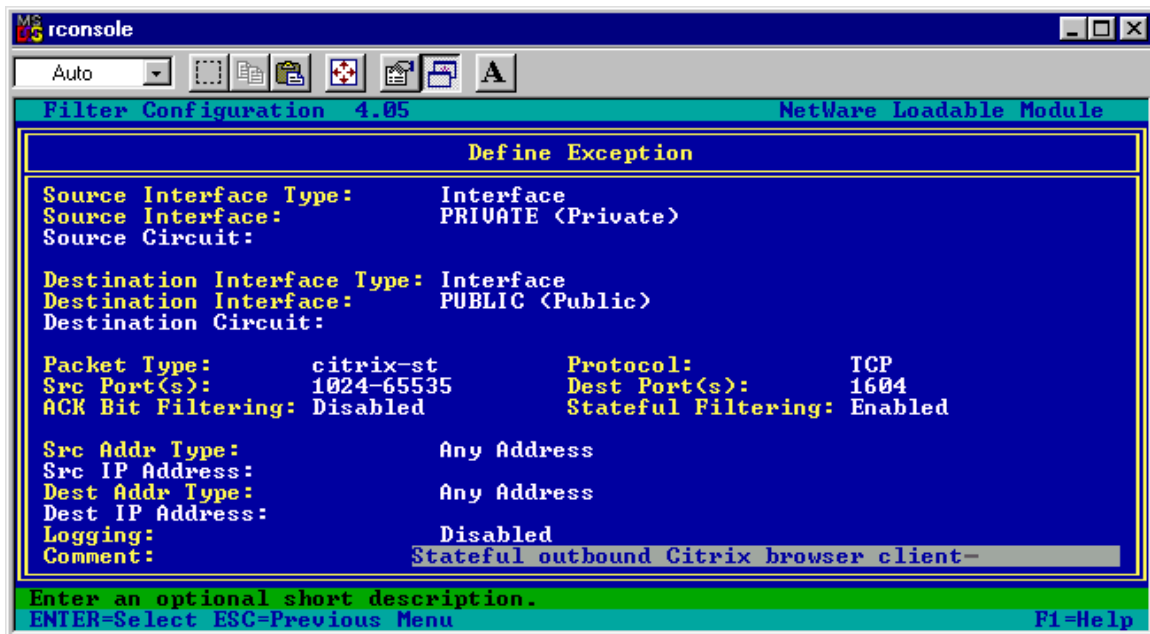 rconsole
Auto
A
Filter Configuration 4.05 NetWare Loadable Module
Define Exception
Source Interface Type: Interface
Source Interface: PRIVATE (Private)
Source Circuit:
Destination Interface Type: Interface
Destination Interface: PUBLIC (Public)
Destination Circuit:
Packet Type: citrix-st Protocol: TCP
Src Port(s): 1024-65535 Dest Port(s): 1604
ACK Bit Filtering: Disabled Stateful Filtering: Enabled
Src Addr Type: Any Address
Src IP Address:
Dest Addr Type: Any Address
Dest IP Address:
Logging: Disabled
Comment: Stateful outbound Citrix browser client
Enter an optional short description.
ENTER=Select ESC=Previous Menu F1=Help